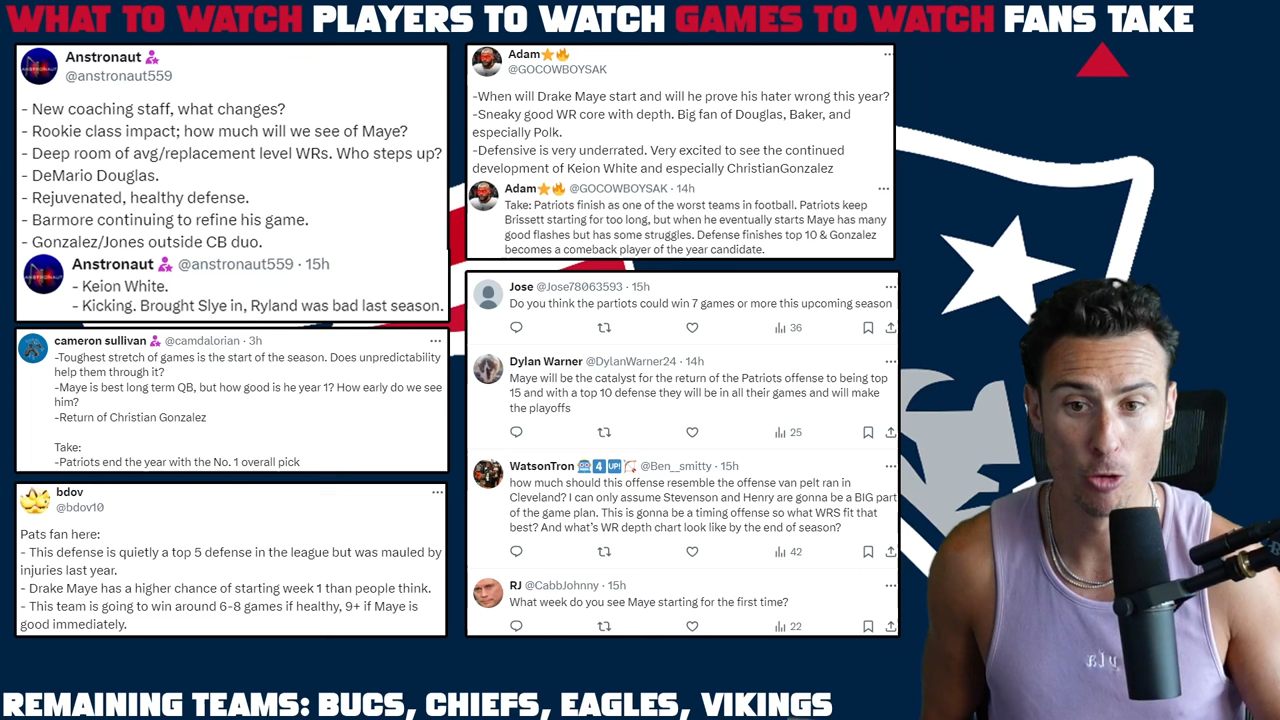 WHAT TO WATCH PLAYERS TO WATCH GAMES TO WATCH FANS TAKE
Anstronaut
@anstronaut559
- New coaching staff, what changes?
- Rookie class impact; how much will we see of Maye?
- Deep room of avg/replacement level WRs. Who steps up?
- DeMario Douglas.
- Rejuvenated, healthy defense.
- Barmore continuing to refine his game.
- Gonzalez/Jones outside CB duo.
Anstronaut @anstronaut559 · 15h
- Keion White.
- Kicking. Brought Slye in, Ryland was bad last season.
cameron sullivan @camdalorian · 3h
-Toughest stretch of games is the start of the season. Does unpredictability
help them through it?
-Maye is best long term QB, but how good is he year 1? How early do we see
him?
-Return of Christian Gonzalez
Take:
-Patriots end the year with the No. 1 overall pick
bdov
@bdov10
Pats fan here:
- This defense is quietly a top 5 defense in the league but was mauled by
injuries last year.
- Drake Maye has a higher chance of starting week 1 than people think.
- This team is going to win around 6-8 games if healthy, 9+ if Maye is
good immediately.
Adam⭐🔥
@GOCOWBOYSAK
-When will Drake Maye start and will he prove his hater wrong this year?
-Sneaky good WR core with depth. Big fan of Douglas, Baker, and
especially Polk.
-Defensive is very underrated. Very excited to see the continued
development of Keion White and especially ChristianGonzalez
Adam⭐🔥 @GOCOWBOYSAK · 14h
Take: Patriots finish as one of the worst teams in football. Patriots keep
Brissett starting for too long, but when he eventually starts Maye has many
good flashes but has some struggles. Defense finishes top 10 & Gonzalez
becomes a comeback player of the year candidate.
Jose @Jose78063593 · 15h
Do you think the partiots could win 7 games or more this upcoming season
36
Dylan Warner @DylanWarner24 · 14h
Maye will be the catalyst for the return of the Patriots offense to being top
15 and with a top 10 defense they will be in all their games and will make
the playoffs
25
WatsonTron 4 UP! @Ben__smitty · 15h
how much should this offense resemble the offense van pelt ran in
Cleveland? I can only assume Stevenson and Henry are gonna be a BIG part
of the game plan. This is gonna be a timing offense so what WRS fit that
best? And what's WR depth chart look like by the end of season?
42
RJ @CabbJohnny · 15h
What week do you see Maye starting for the first time?
22
REMAINING TEAMS: BUCS, CHIEFS, EAGLES, VIKINGS